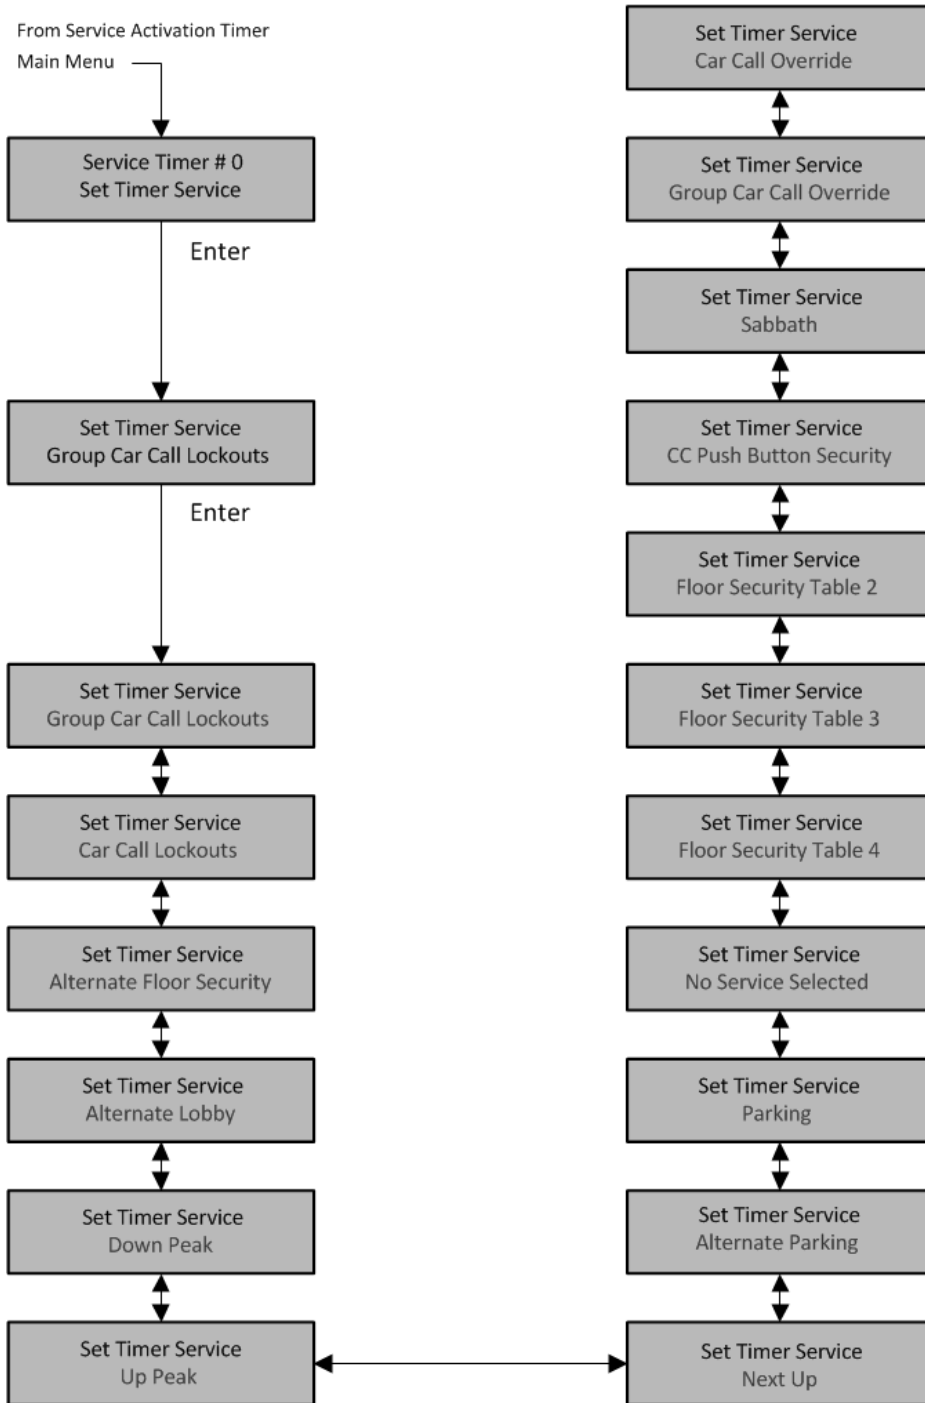 From Service Activation Timer
Main Menu
Service Timer # 0
Set Timer Service
Enter
Set Timer Service
Group Car Call Lockouts
Enter
Set Timer Service
Group Car Call Lockouts
Set Timer Service
Car Call Lockouts
Set Timer Service
Alternate Floor Security
Set Timer Service
Alternate Lobby
Set Timer Service
Down Peak
Set Timer Service
Up Peak
Set Timer Service
Car Call Override
Set Timer Service
Group Car Call Override
Set Timer Service
Sabbath
Set Timer Service
CC Push Button Security
Set Timer Service
Floor Security Table 2
Set Timer Service
Floor Security Table 3
Set Timer Service
Floor Security Table 4
Set Timer Service
No Service Selected
Set Timer Service
Parking
Set Timer Service
Alternate Parking
Set Timer Service
Next Up